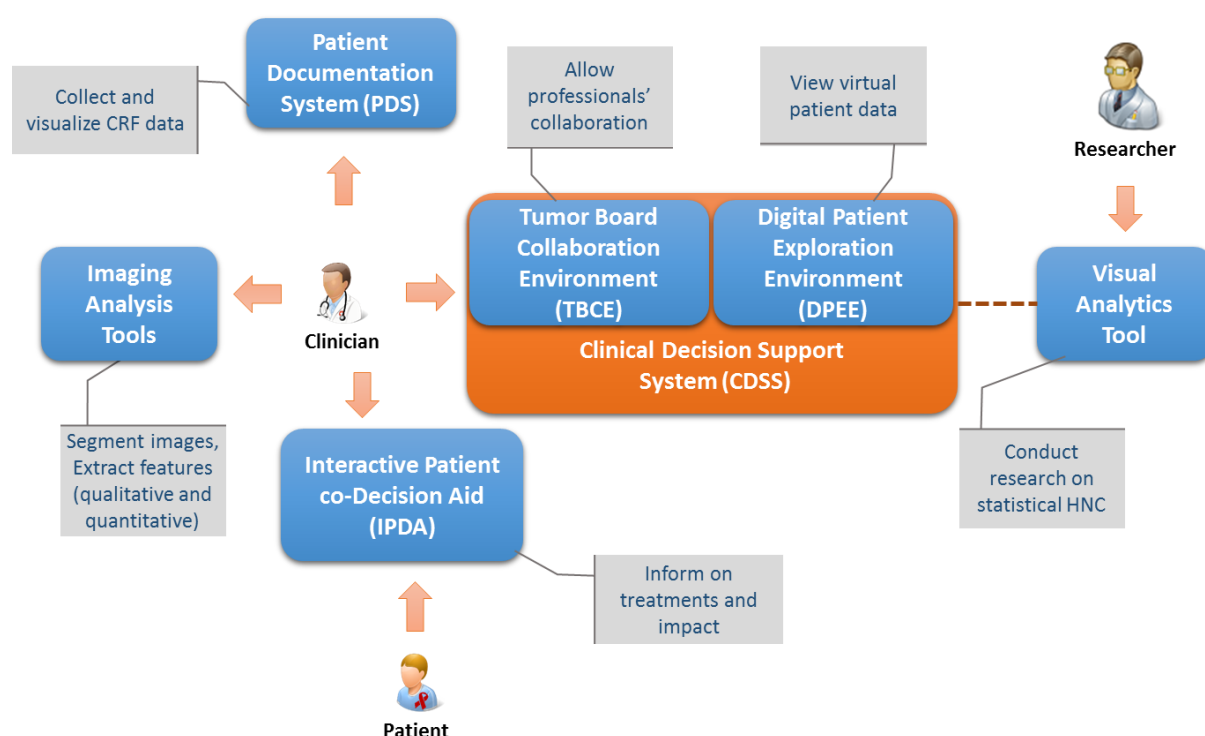 Patient
Documentation
System (PDS)
Collect and
visualize CRF data
Allow
professionals’
collaboration
View virtual
patient data
Researcher
Tumor Board
Collaboration
Environment
(TBCE)
Digital Patient
Exploration
Environment
(DPEE)
Clinical Decision Support
System (CDSS)
Imaging
Analysis
Tools
Clinician
Visual
Analytics
Tool
Segment images,
Extract features
(qualitative and
quantitative)
Interactive Patient
co-Decision Aid
(IPDA)
Conduct
research on
statistical HNC
Inform on
treatments and
impact
Patient